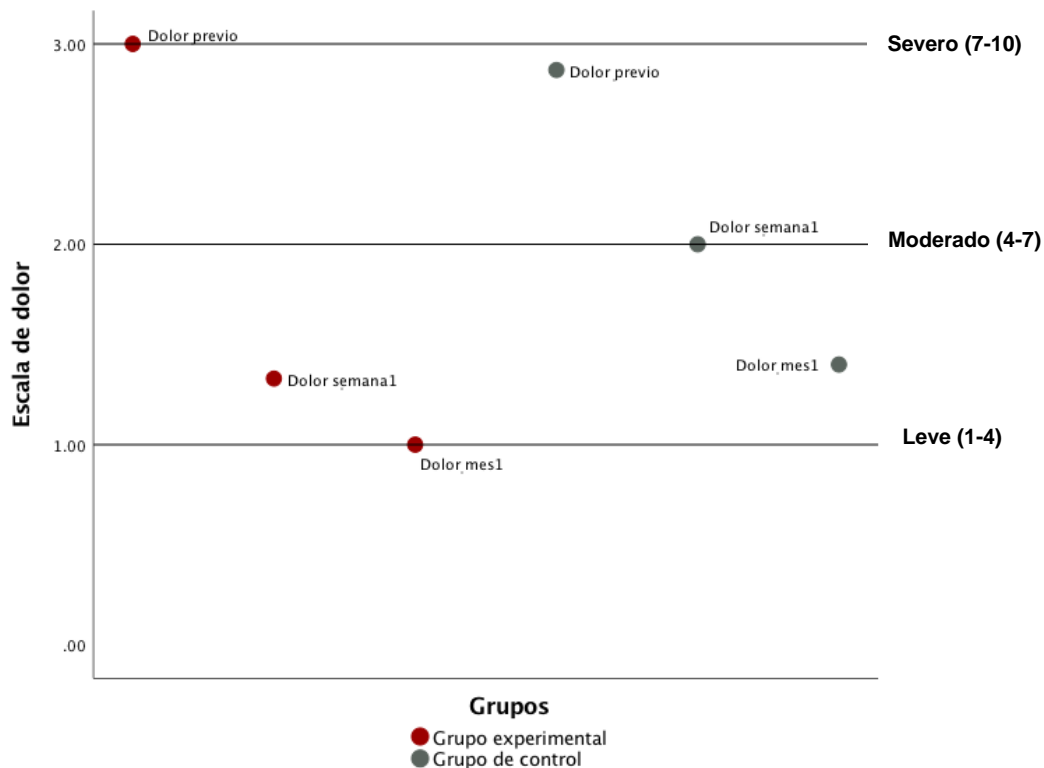 Dolor previo
3.00
Severo (7-10)
Dolor previo
Dolor semana1
2.00
Moderado (4-7)
Escala de dolor
Dolor mes1
Dolor semana1
1.00
Leve (1-4)
Dolor mes1
.00
Grupos
Grupo experimental
Grupo de control